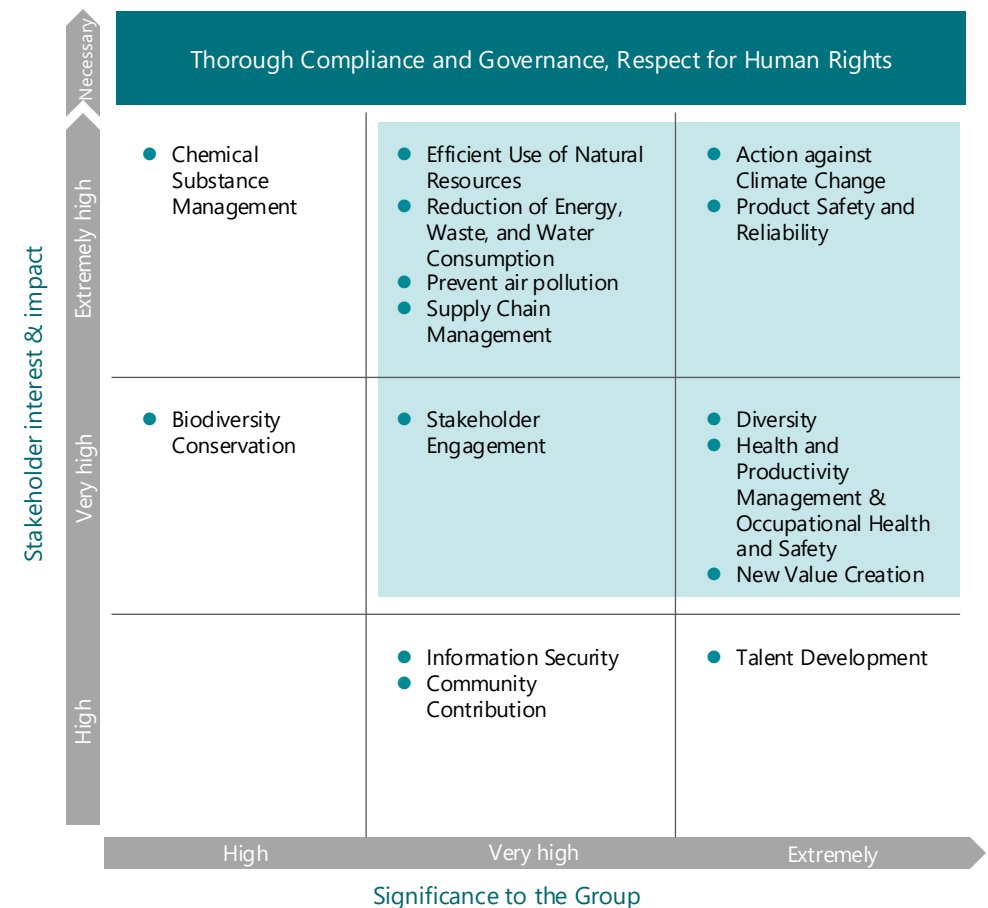 Necessary
Thorough Compliance and Governance, Respect for Human Rights
Stakeholder interest & impact
Extremely high
Chemical
Substance
Management
Efficient Use of Natural
Resources
Reduction of Energy,
Waste, and Water
Consumption
Prevent air pollution
Supply Chain
Management
Action against
Climate Change
Product Safety and
Reliability
Very high
Biodiversity
Conservation
Stakeholder
Engagement
Diversity
Health and
Productivity
Management &
Occupational Health
and Safety
New Value Creation
High
Information Security
Community
Contribution
Talent Development
High
Very high
Extremely
Significance to the Group